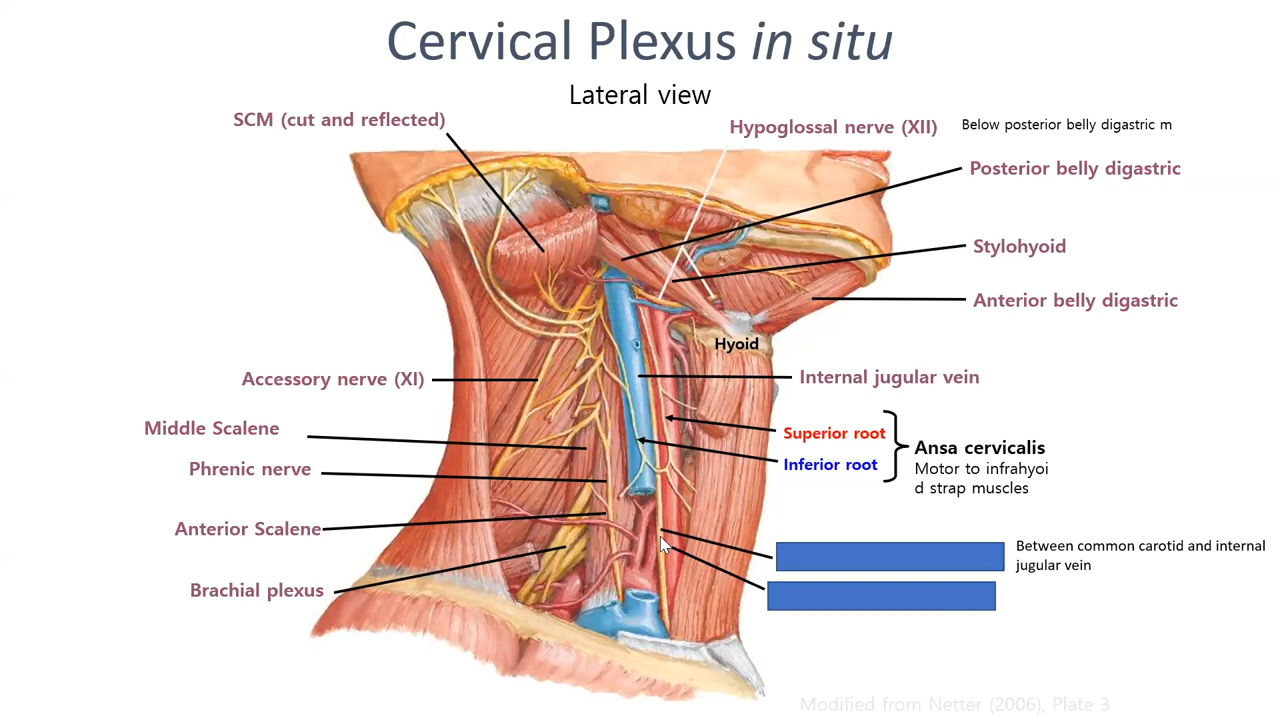 Cervical Plexus in situ
Lateral view
SCM (cut and reflected)
Hypoglossal nerve (XII)
Below posterior belly digastric m
Posterior belly digastric
Stylohyoid
Anterior belly digastric
Hyoid
Accessory nerve (XI)
Internal jugular vein
Middle Scalene
Superior root
Ansa cervicalis
Phrenic nerve
Inferior root
Motor to infrahyoi
d strap muscles
Anterior Scalene
Between common carotid and internal
jugular vein
Brachial plexus
Modified from Netter (2006), Plate 3